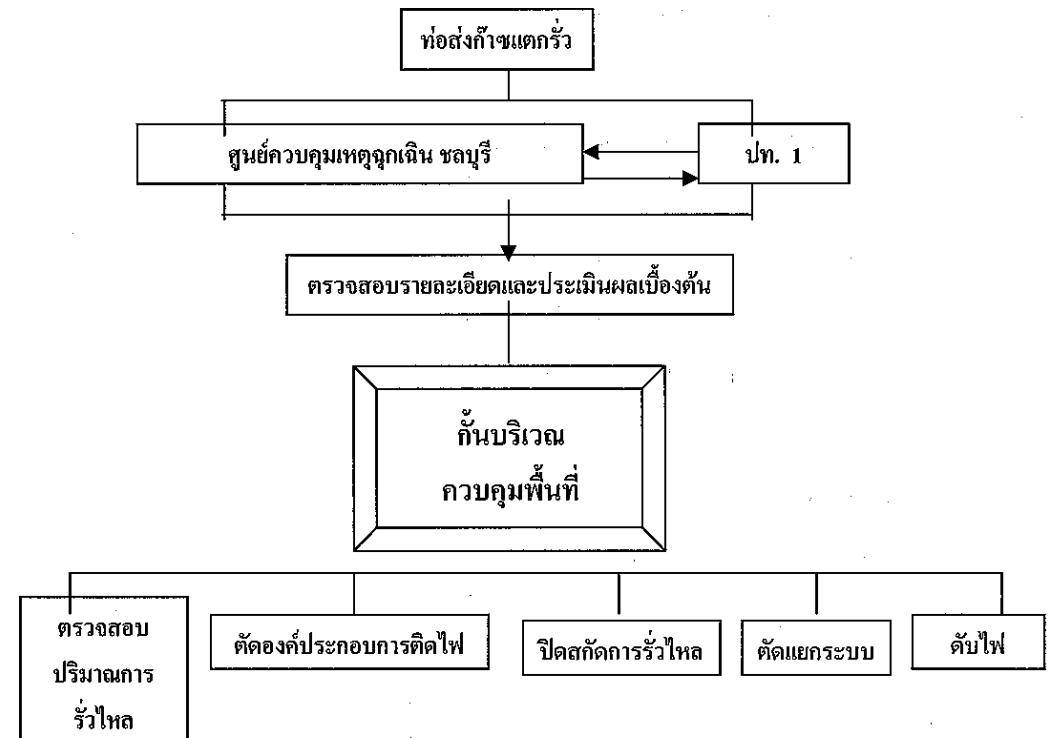 ท่อส่งก๊าซแตกรั่ว
ศูนย์ควบคุมเหตุฉุกเฉิน ชลบุรี
ปท. 1
ตรวจสอบรายละเอียดและประเมินผลเบื้องต้น
กั้นบริเวณ
ควบคุมพื้นที่
ตรวจสอบ
ปริมาณการ
รั่วไหล
ตัดองค์ประกอบการติดไฟ
ปิดสกัดการรั่วไหล
ตัดแยกระบบ
ดับไฟ